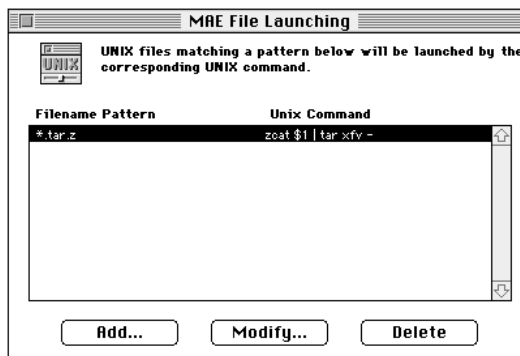 MAE File Launching
UNIX
UNIX files matching a pattern below will be launched by the
corresponding UNIX command.
Filename Pattern Unix Command
*.tar.z zcat $1 | tar xfv -
Add... Modify... Delete